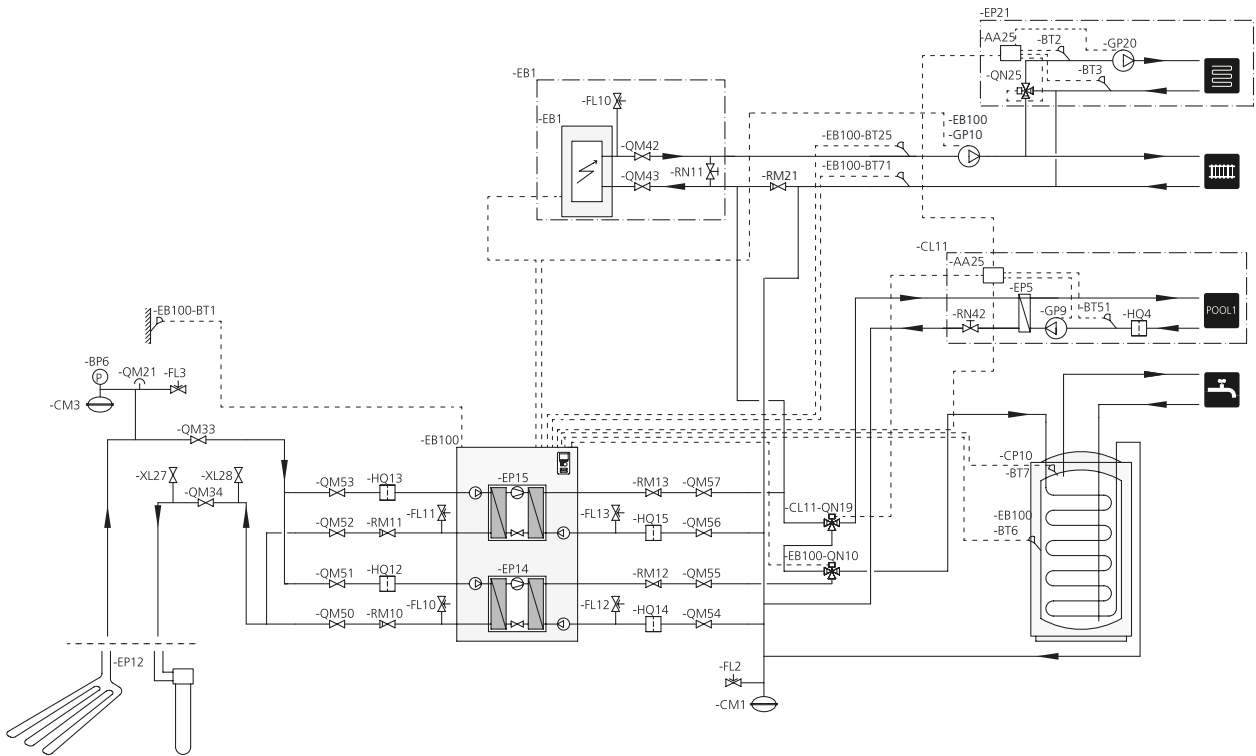 -EP21
-AA25
-BT2
-GP20
-BT3
-QN25
-EB1
-FL10
-EB1
-QM42
-QM43
-RN11
-EB100-BT25
-EB100
-GP10
-EB100-BT71
-RM21
-CL11
-AA25
-EP5
-BT51
-GP9
-HQ4
-RN42
POOL1
-EB100-BT1
-BP6
P
-QM21
-FL3
-CM3
-QM33
-XL27
-XL28
-QM34
-EB100
-QM53
-HQ13
-EP15
-RM13
-QM57
-QM52
-RM11
-FL11
-FL13
-HQ15
-QM56
-CL11-QN19
-CP10
-BT7
-EB100
-BT6
-EB100-QN10
-QM51
-HQ12
-EP14
-RM12
-QM55
-QM50
-RM10
-FL10
-FL12
-HQ14
-QM54
-EP12
-FL2
-CM1